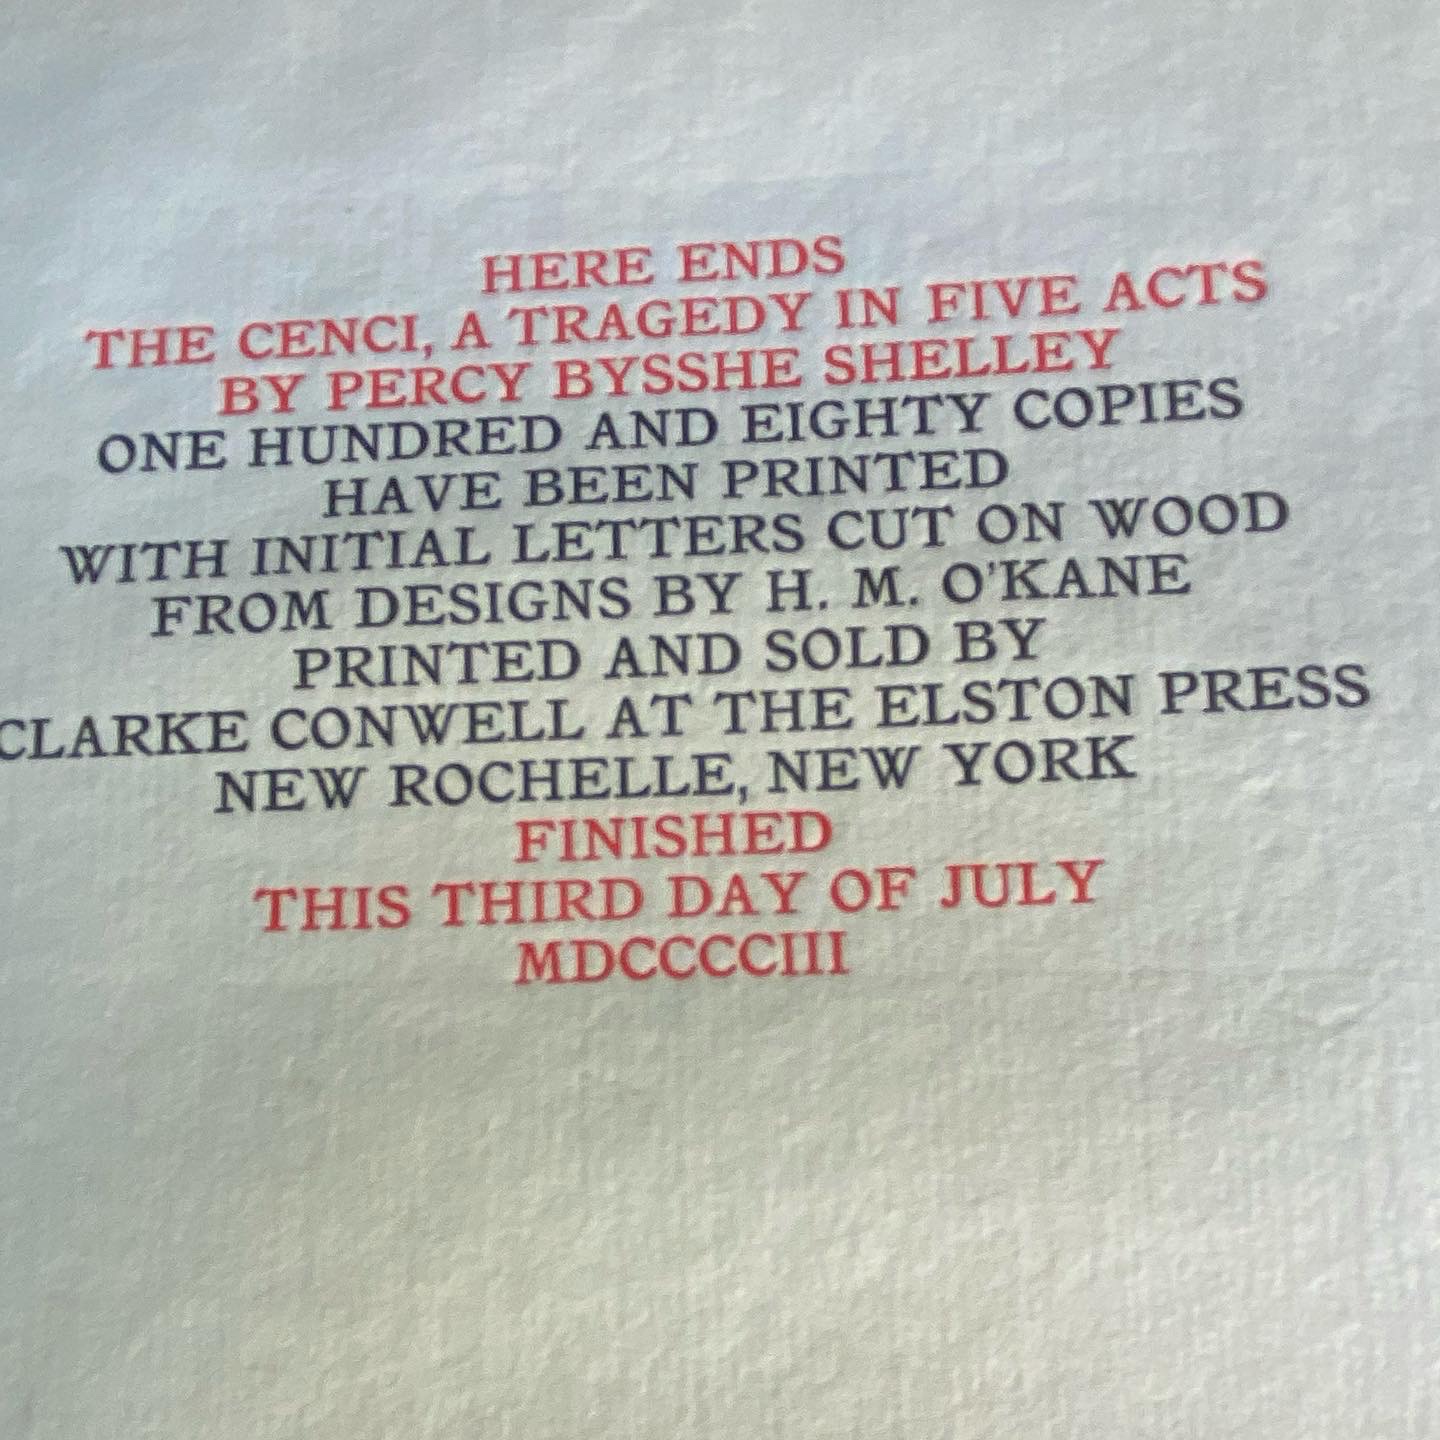 HERE ENDS
THE CENCI, A TRAGEDY IN FIVE ACTS
BY PERCY BYSSHE SHELLEY
ONE HUNDRED AND EIGHTY COPIES
HAVE BEEN PRINTED
WITH INITIAL LETTERS CUT ON WOOD
FROM DESIGNS BY H. M. O'KANE
PRINTED AND SOLD BY
CLARKE CONWELL AT THE ELSTON PRESS
NEW ROCHELLE, NEW YORK
FINISHED
THIS THIRD DAY OF JULY
MDCCCCIII